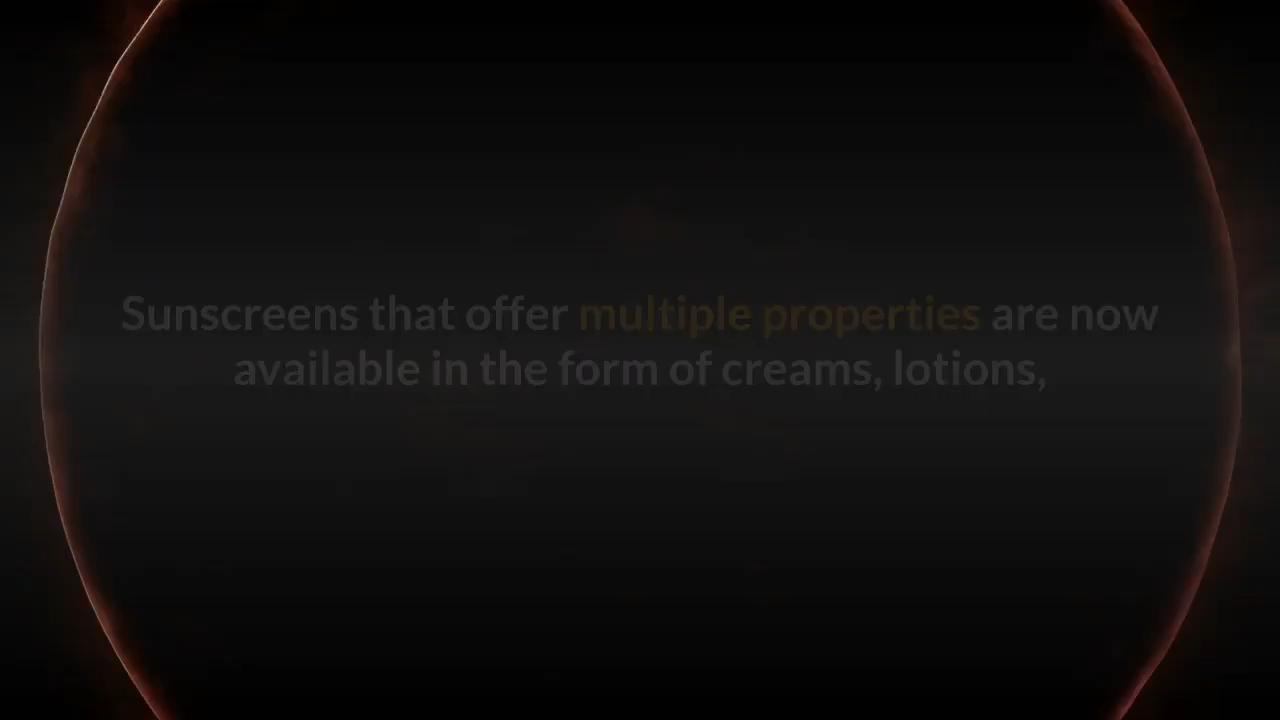 Sunscreens that offer multiple properties are now
available in the form of creams, lotions,